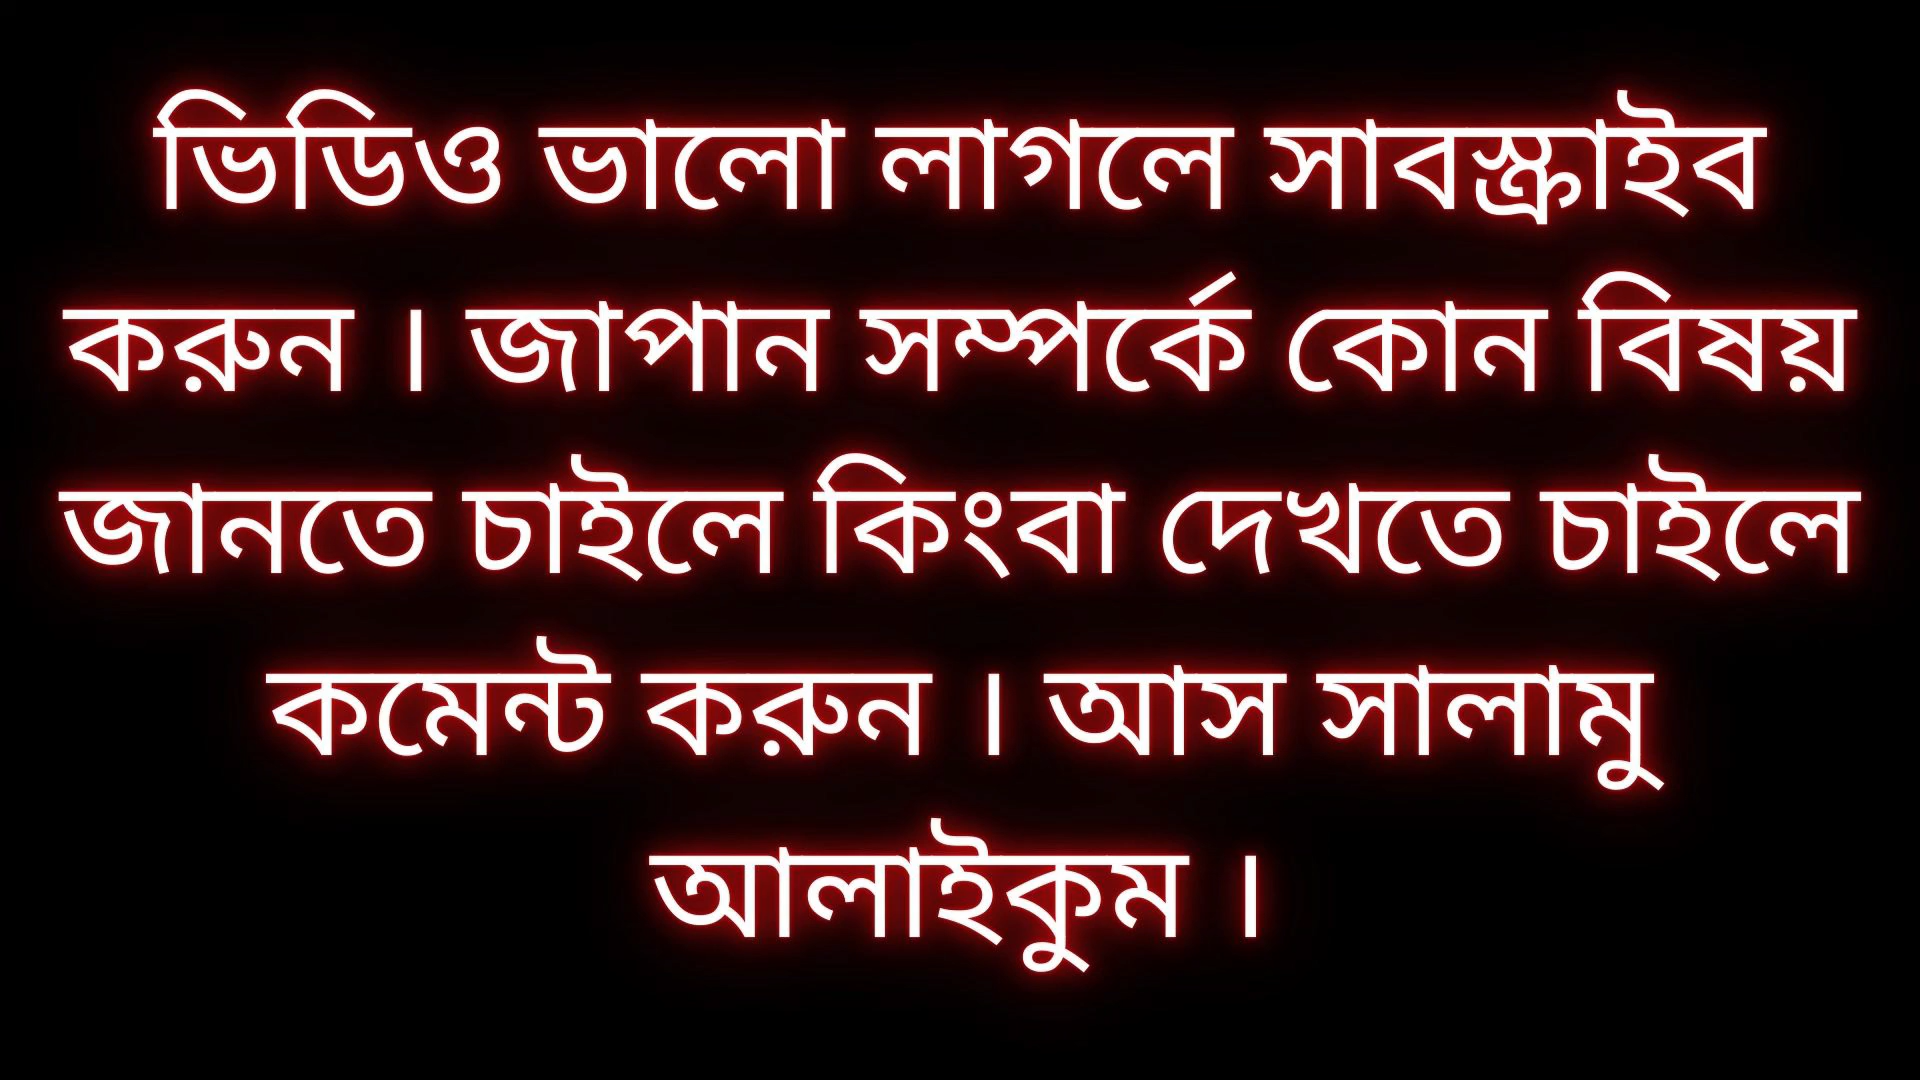 ভিডিও ভালো লাগলে সাবস্ক্রাইব
করুন । জাপান সম্পর্কে কোন বিষয়
জানতে চাইলে কিংবা দেখতে চাইলে
কমেন্ট করুন । আস সালামু
আলাইকুম ।